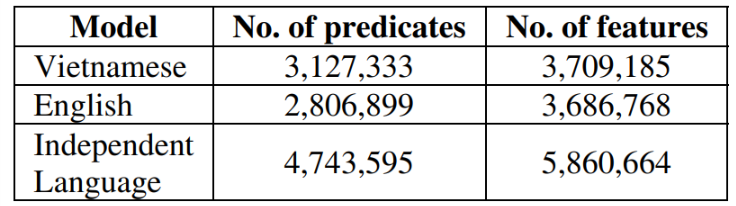 Model No. of predicates No. of features
Vietnamese 3,127,333 3,709,185
English 2,806,899 3,686,768
Independent
Language 4,743,595 5,860,664